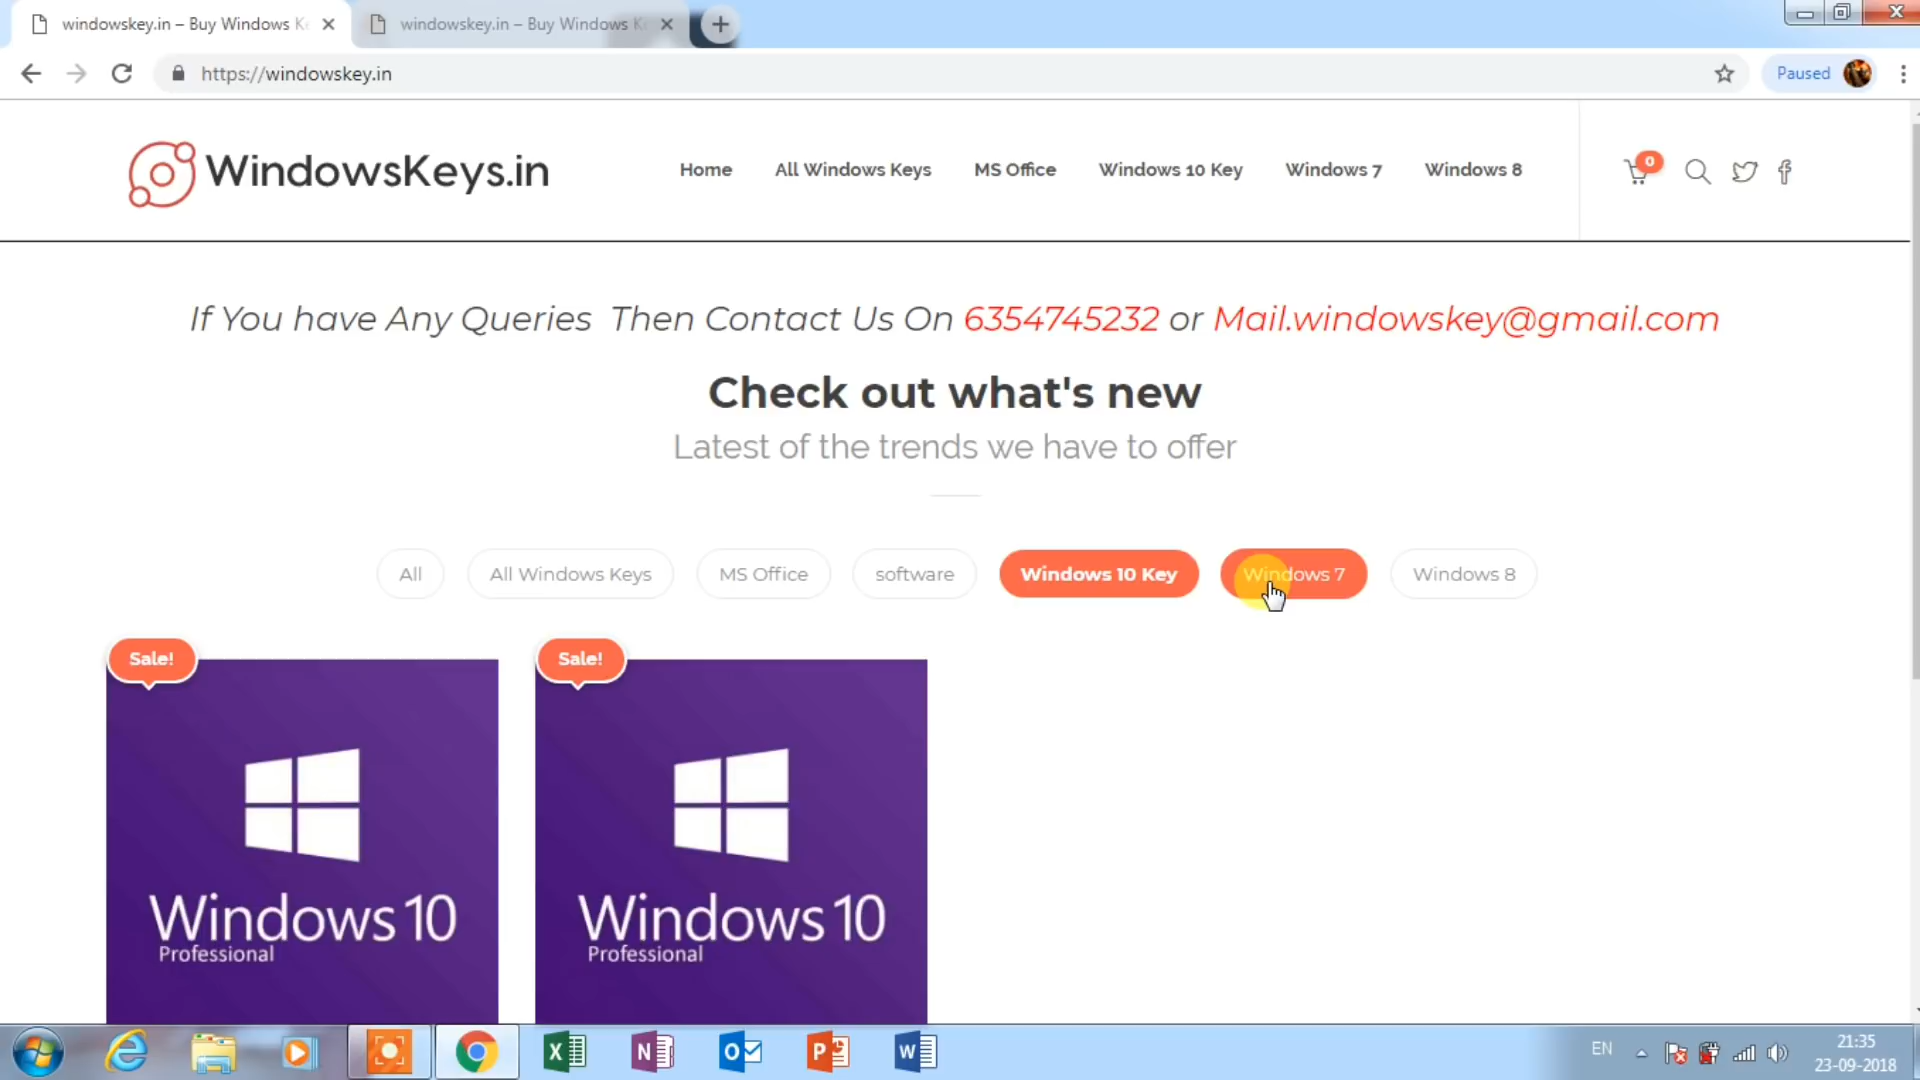 windowskey.in – Buy Windows Ke
windowskey.in – Buy Windows K
https://windowskey.in
Paused
WindowsKeys.in
Home
All Windows Keys
MS Office
Windows 10 Key
Windows 7
Windows 8
0
If You have Any Queries Then Contact Us On 6354745232 or Mail.windowskey@gmail.com
Check out what's new
Latest of the trends we have to offer
All
All Windows Keys
MS Office
software
Windows 10 Key
Windows 7
Windows 8
Sale!
Sale!
Windows 10
Professional
Windows 10
Professional
EN
21:35
23-09-2018